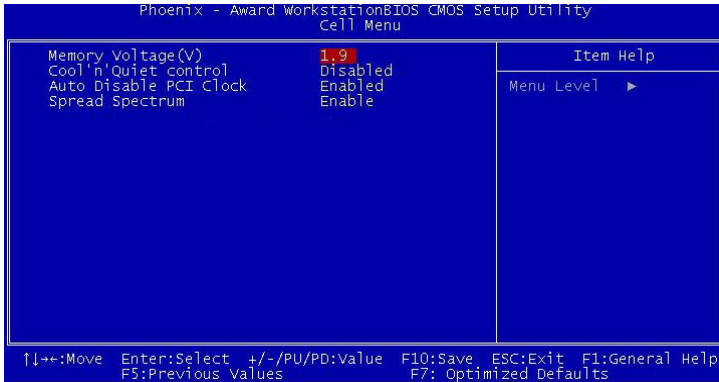 Phoenix - Award WorkstationBIOS CMOS Setup Utility
Cell Menu
Memory Voltage(V) 1.9
Cool'n'Quiet control Disabled
Auto Disable PCI Clock Enabled
Spread Spectrum Enable
Item Help
Menu Level ►
↑↓→←:Move Enter:Select +/-/PU/PD:Value F10:Save ESC:Exit F1:General Help
F5:Previous Values F7: Optimized Defaults